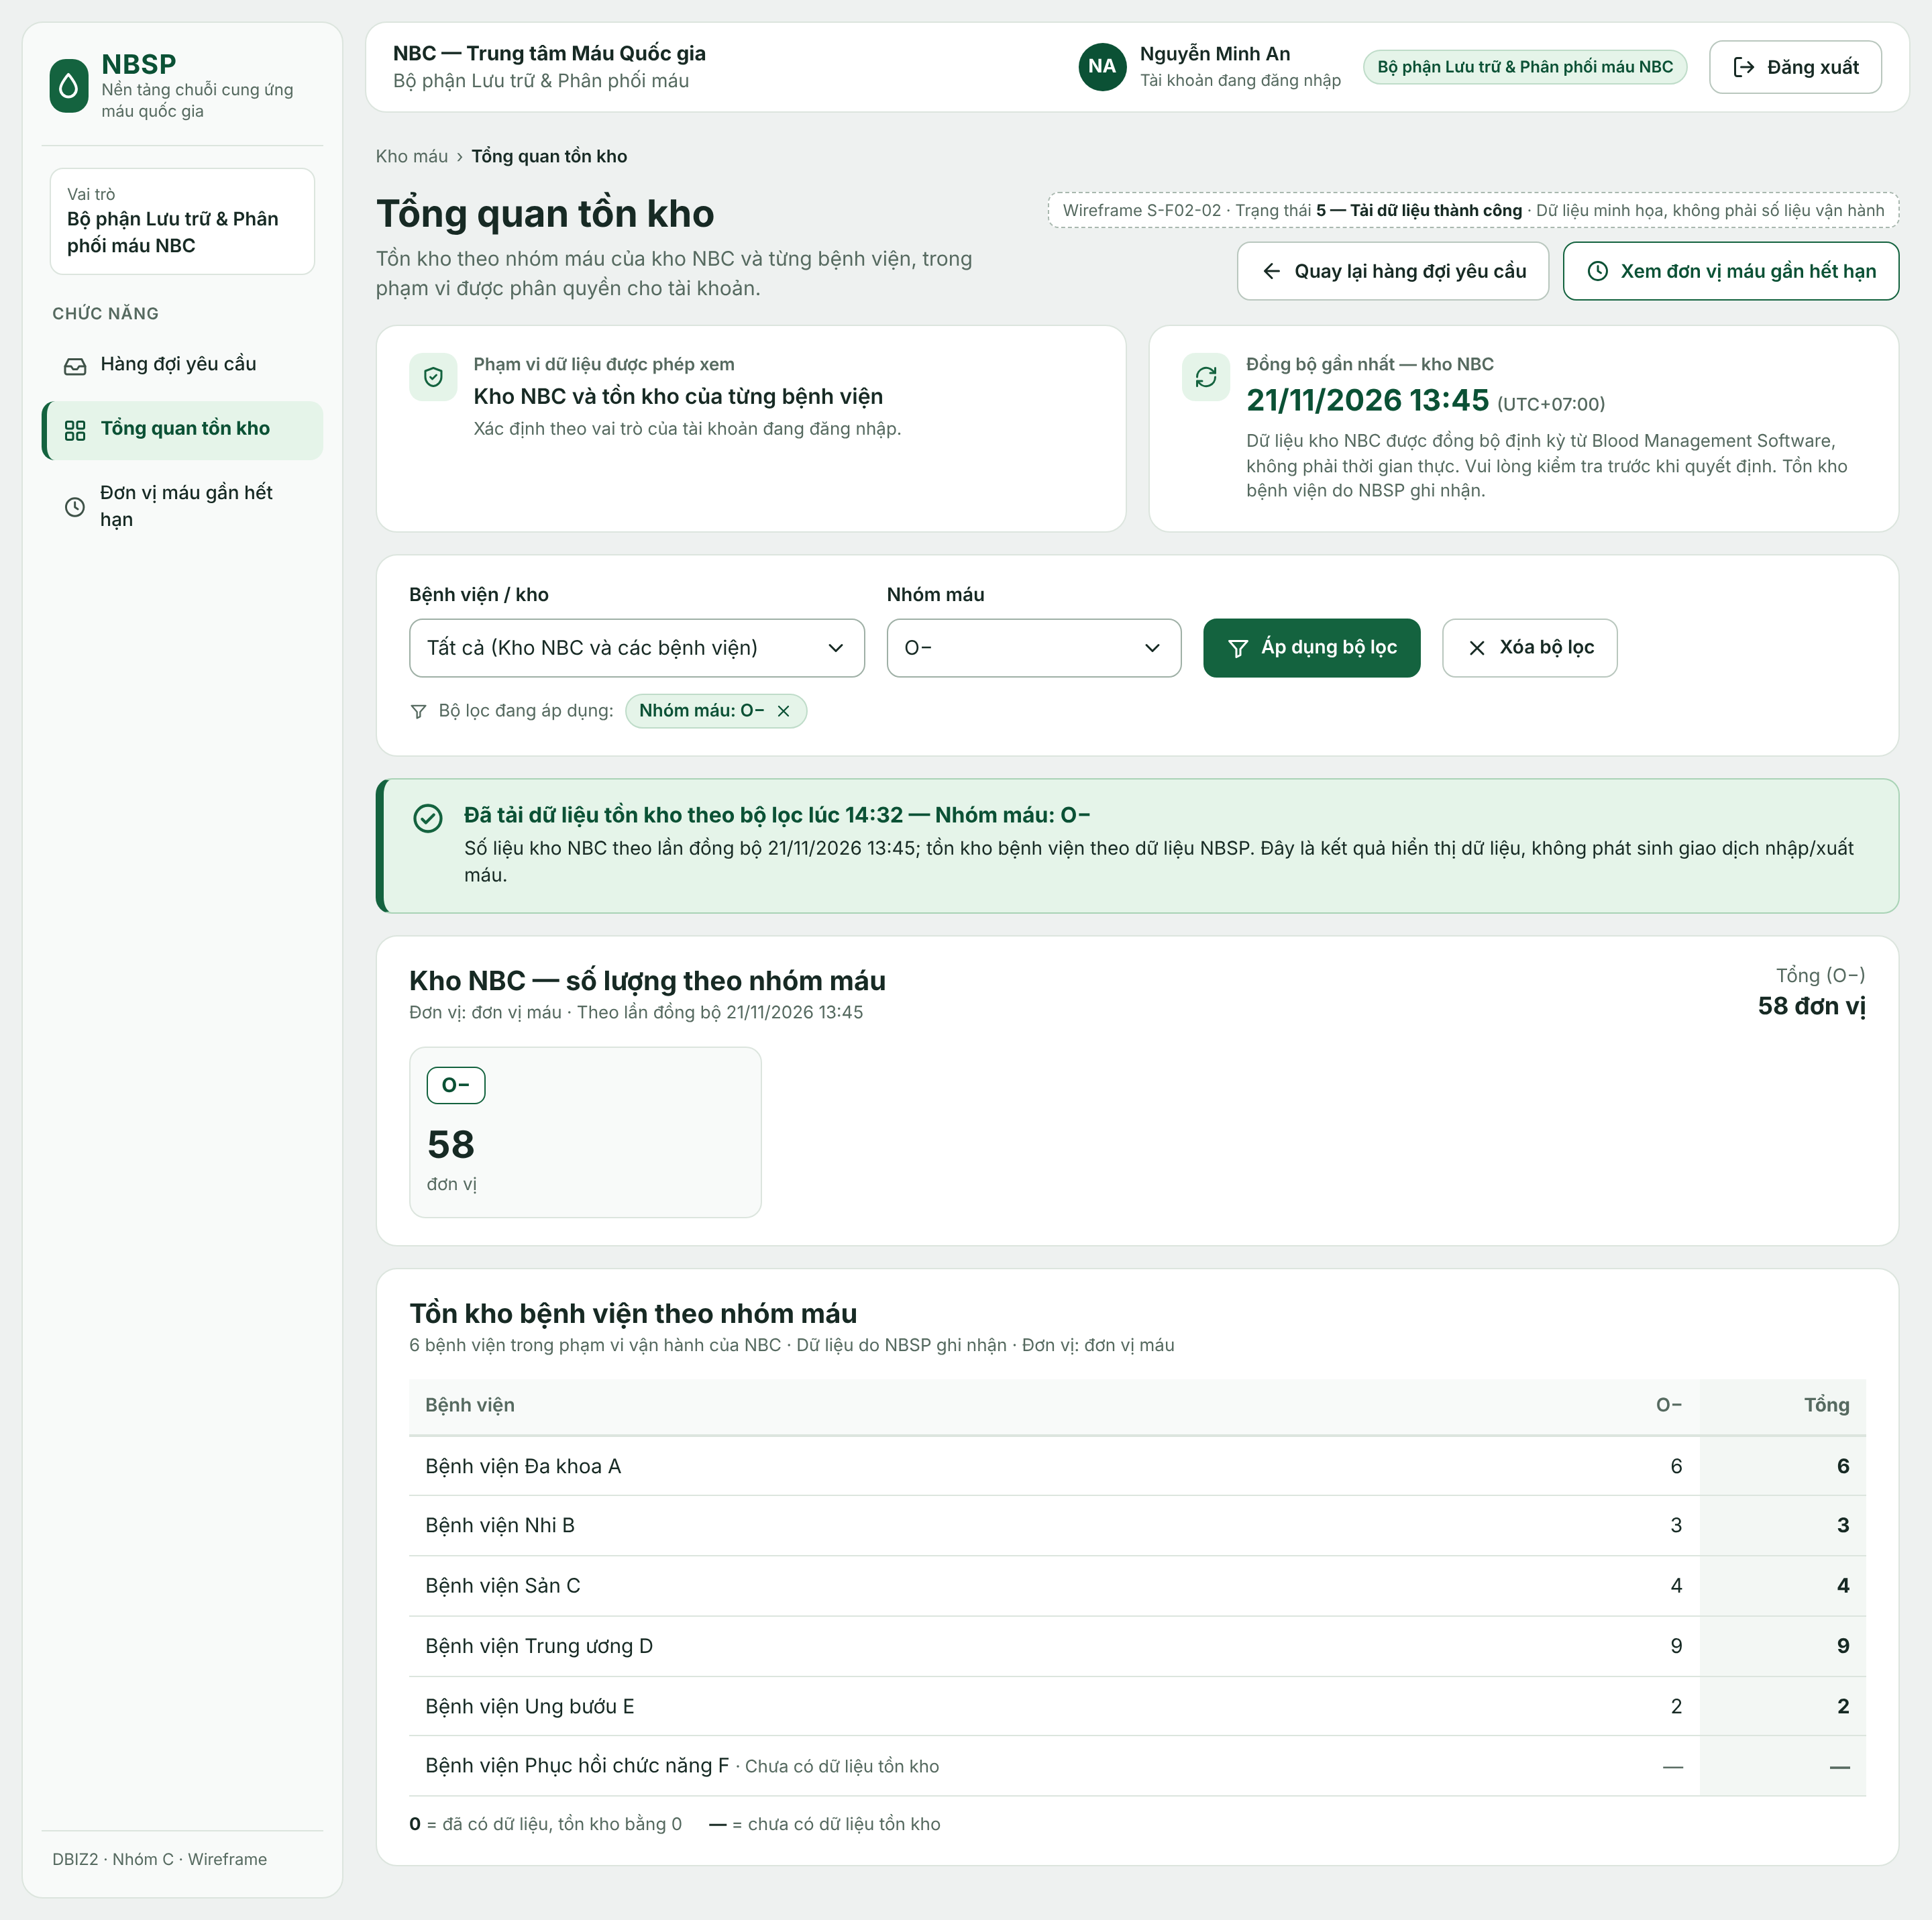 NBSP
Nền tảng chuỗi cung ứng
máu quốc gia
Vai trò
Bộ phận Lưu trữ & Phân
phối máu NBC
CHỨC NĂNG
Hàng đợi yêu cầu
Tổng quan tồn kho
Đơn vị máu gần hết
hạn
DBIZ2 · Nhóm C · Wireframe
NBC — Trung tâm Máu Quốc gia
Bộ phận Lưu trữ & Phân phối máu
NA
Nguyễn Minh An
Tài khoản đang đăng nhập
Bộ phận Lưu trữ & Phân phối máu NBC
Đăng xuất
Kho máu › Tổng quan tồn kho
Tổng quan tồn kho
Tồn kho theo nhóm máu của kho NBC và từng bệnh viện, trong
phạm vi được phân quyền cho tài khoản.
Wireframe S-F02-02 · Trạng thái 5 — Tải dữ liệu thành công · Dữ liệu minh họa, không phải số liệu vận hành
Quay lại hàng đợi yêu cầu
Xem đơn vị máu gần hết hạn
Phạm vi dữ liệu được phép xem
Kho NBC và tồn kho của từng bệnh viện
Xác định theo vai trò của tài khoản đang đăng nhập.
Đồng bộ gần nhất — kho NBC
21/11/2026 13:45 (UTC+07:00)
Dữ liệu kho NBC được đồng bộ định kỳ từ Blood Management Software,
không phải thời gian thực. Vui lòng kiểm tra trước khi quyết định. Tồn kho
bệnh viện do NBSP ghi nhận.
Bệnh viện / kho
Tất cả (Kho NBC và các bệnh viện)
Nhóm máu
O−
Áp dụng bộ lọc
Xóa bộ lọc
Bộ lọc đang áp dụng: Nhóm máu: O−
Đã tải dữ liệu tồn kho theo bộ lọc lúc 14:32 — Nhóm máu: O−
Số liệu kho NBC theo lần đồng bộ 21/11/2026 13:45; tồn kho bệnh viện theo dữ liệu NBSP. Đây là kết quả hiển thị dữ liệu, không phát sinh giao dịch nhập/xuất
máu.
Kho NBC — số lượng theo nhóm máu
Đơn vị: đơn vị máu · Theo lần đồng bộ 21/11/2026 13:45
Tổng (O−)
58 đơn vị
O−
58
đơn vị
Tồn kho bệnh viện theo nhóm máu
6 bệnh viện trong phạm vi vận hành của NBC · Dữ liệu do NBSP ghi nhận · Đơn vị: đơn vị máu
Bệnh viện O− Tổng
Bệnh viện Đa khoa A 6 6
Bệnh viện Nhi B 3 3
Bệnh viện Sản C 4 4
Bệnh viện Trung ương D 9 9
Bệnh viện Ung bướu E 2 2
Bệnh viện Phục hồi chức năng F · Chưa có dữ liệu tồn kho — —
0 = đã có dữ liệu, tồn kho bằng 0 — = chưa có dữ liệu tồn kho